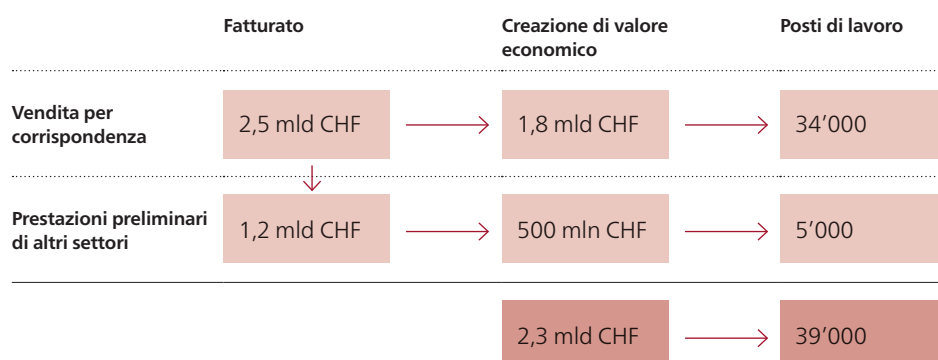 Fatturato
Creazione di valore
economico
Posti di lavoro
Vendita per
corrispondenza
2,5 mld CHF
1,8 mld CHF
34’000
Prestazioni preliminari
di altri settori
1,2 mld CHF
500 mln CHF
5’000
2,3 mld CHF
39’000